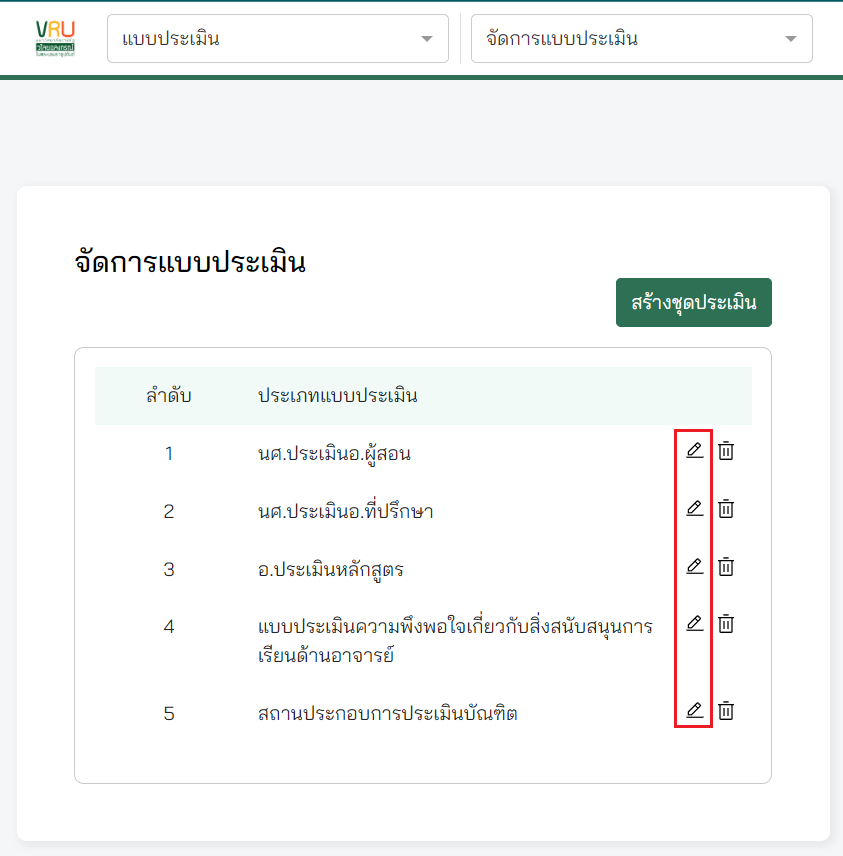 VRU
แบบประเมิน
จัดการแบบประเมิน
จัดการแบบประเมิน
สร้างชุดประเมิน
ลำดับ ประเภทแบบประเมิน
1 นศ.ประเมินอ.ผู้สอน
2 นศ.ประเมินอ.ที่ปรึกษา
3 อ.ประเมินหลักสูตร
4 แบบประเมินความพึงพอใจเกี่ยวกับสิ่งสนับสนุนการ
เรียนด้านอาจารย์
5 สถานประกอบการประเมินบัณฑิต